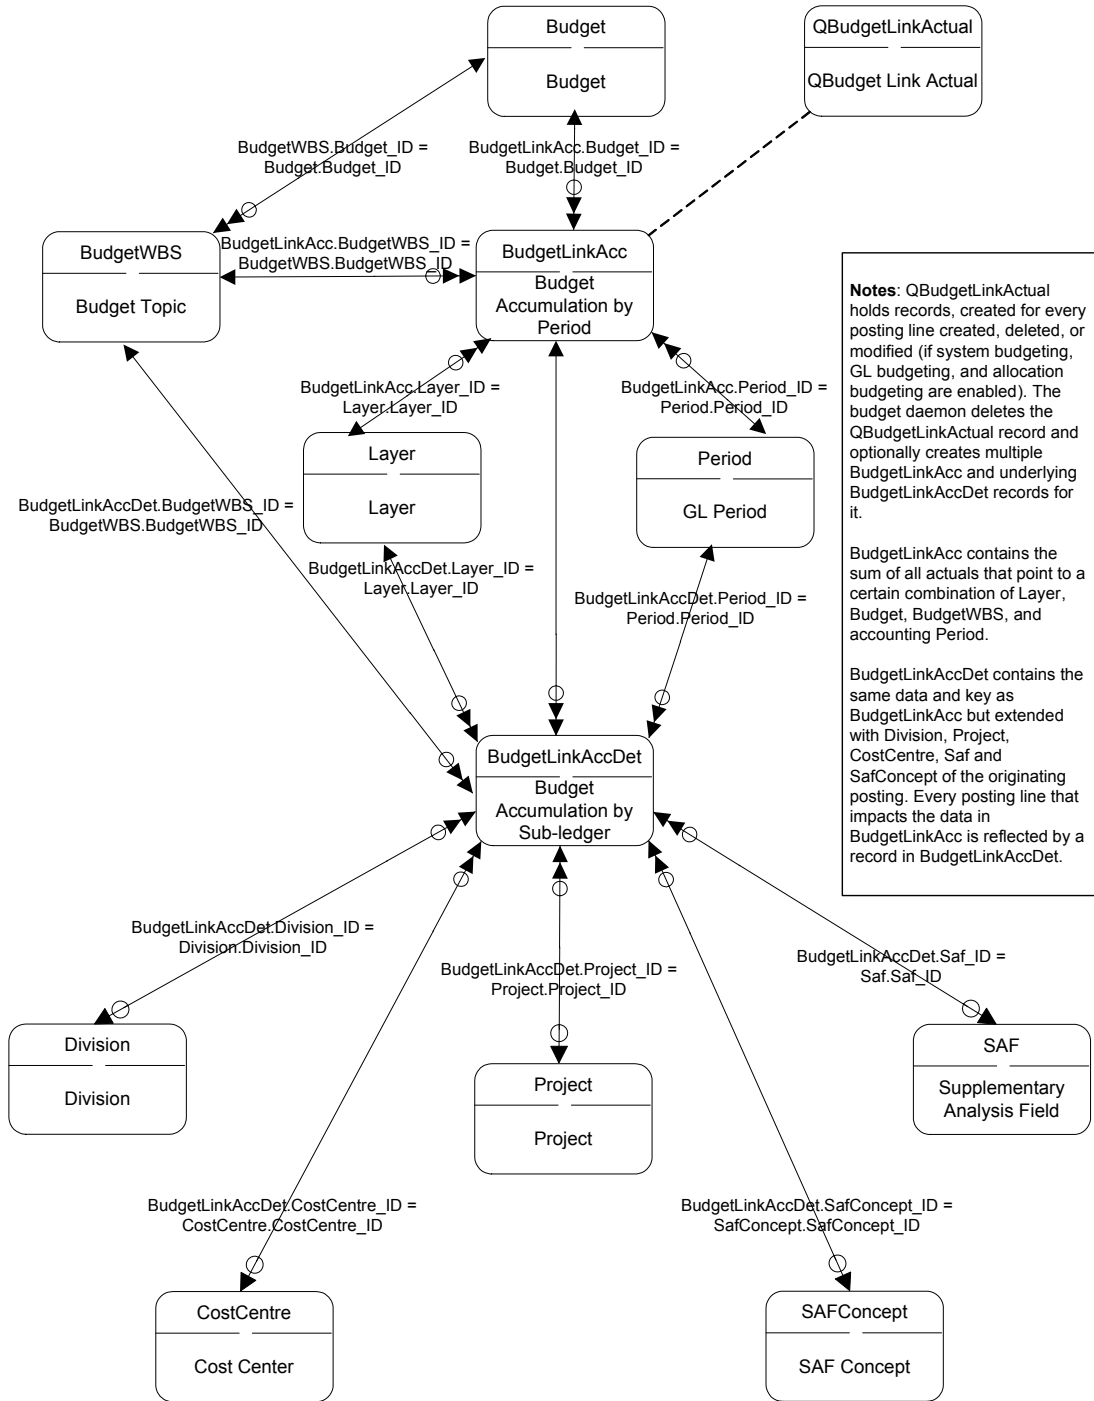 Budget
Budget
QBudgetLinkActual
QBudget Link Actual
BudgetWBS.Budget_ID =
Budget.Budget_ID
BudgetLinkAcc.Budget_ID =
Budget.Budget_ID
BudgetWBS
Budget Topic
BudgetLinkAcc.BudgetWBS_ID =
BudgetWBS.BudgetWBS_ID
BudgetLinkAcc
Budget
Accumulation by
Period
BudgetLinkAcc.Layer_ID =
Layer.Layer_ID
BudgetLinkAcc.Period_ID =
Period.Period_ID
Layer
Layer
Period
GL Period
BudgetLinkAccDet.BudgetWBS_ID =
BudgetWBS.BudgetWBS_ID
BudgetLinkAccDet.Layer_ID =
Layer.Layer_ID
BudgetLinkAccDet.Period_ID =
Period.Period_ID
Notes: QBudgetLinkActual
holds records, created for every
posting line created, deleted, or
modified (if system budgeting,
GL budgeting, and allocation
budgeting are enabled). The
budget daemon deletes the
QBudgetLinkActual record and
optionally creates multiple
BudgetLinkAcc and underlying
BudgetLinkAccDet records for
it.
BudgetLinkAcc contains the
sum of all actuals that point to a
certain combination of Layer,
Budget, BudgetWBS, and
accounting Period.
BudgetLinkAccDet contains the
same data and key as
BudgetLinkAcc but extended
with Division, Project,
CostCentre, Saf and
SafConcept of the originating
posting. Every posting line that
impacts the data in
BudgetLinkAcc is reflected by a
record in BudgetLinkAccDet.
BudgetLinkAccDet
Budget
Accumulation by
Sub-ledger
BudgetLinkAccDet.Division_ID =
Division.Division_ID
BudgetLinkAccDet.Project_ID =
Project.Project_ID
BudgetLinkAccDet.Saf_ID =
Saf.Saf_ID
Division
Division
Project
Project
SAF
Supplementary
Analysis Field
BudgetLinkAccDet.CostCentre_ID =
CostCentre.CostCentre_ID
BudgetLinkAccDet.SafConcept_ID =
SafConcept.SafConcept_ID
CostCentre
Cost Center
SAFConcept
SAF Concept